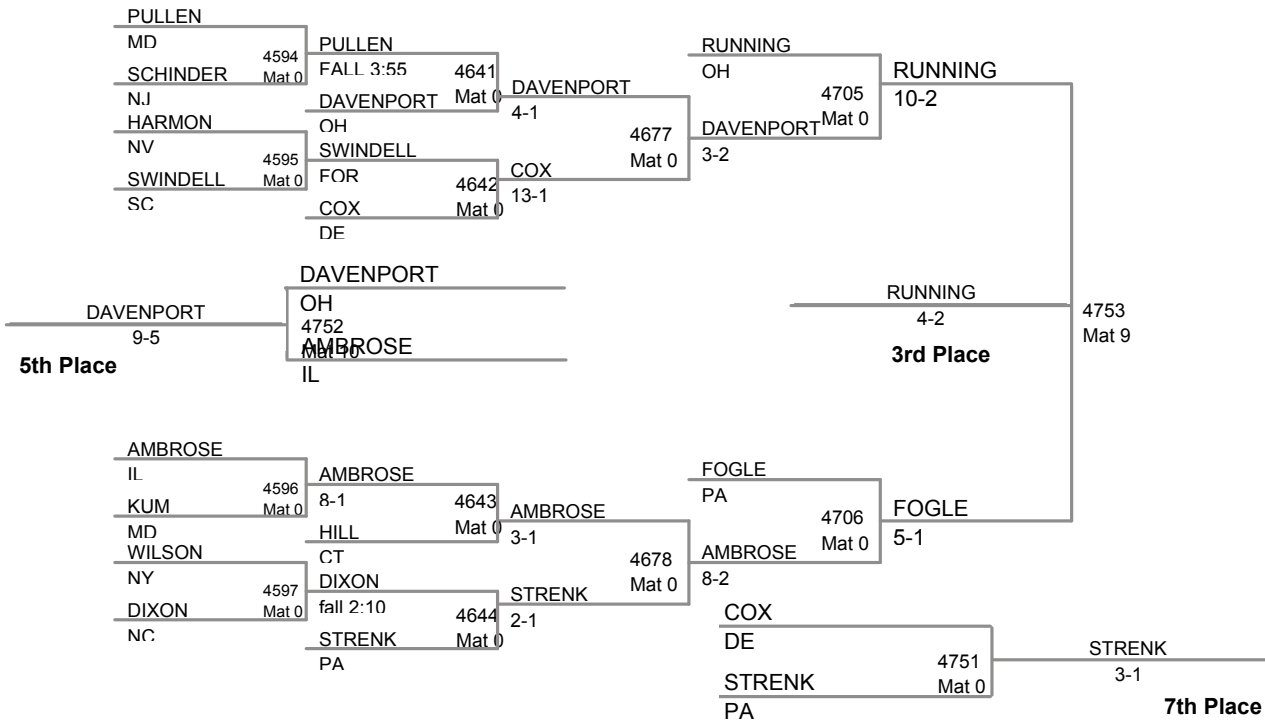 PULLEN
MD
4594
Mat 0
SCHINDER
NJ
PULLEN
FALL 3:55
4641
Mat 0
DAVENPORT
OH
HARMON
NV
4595
Mat 0
SWINDELL
SC
SWINDELL
FOR
4642
Mat 0
COX
DE
DAVENPORT
4-1
4677
Mat 0
COX
13-1
RUNNING
OH
4705
Mat 0
DAVENPORT
3-2
RUNNING
10-2
DAVENPORT
OH
4752
Mat 10
AMBROSE
IL
DAVENPORT
9-5
5th Place
RUNNING
4-2
3rd Place
4753
Mat 9
AMBROSE
IL
4596
Mat 0
KUM
MD
AMBROSE
8-1
4643
Mat 0
HILL
CT
WILSON
NY
4597
Mat 0
DIXON
NC
DIXON
fall 2:10
4644
Mat 0
STRENK
PA
AMBROSE
3-1
4678
Mat 0
STRENK
2-1
FOGLE
PA
4706
Mat 0
AMBROSE
8-2
FOGLE
5-1
COX
DE
4751
Mat 0
STRENK
PA
STRENK
3-1
7th Place